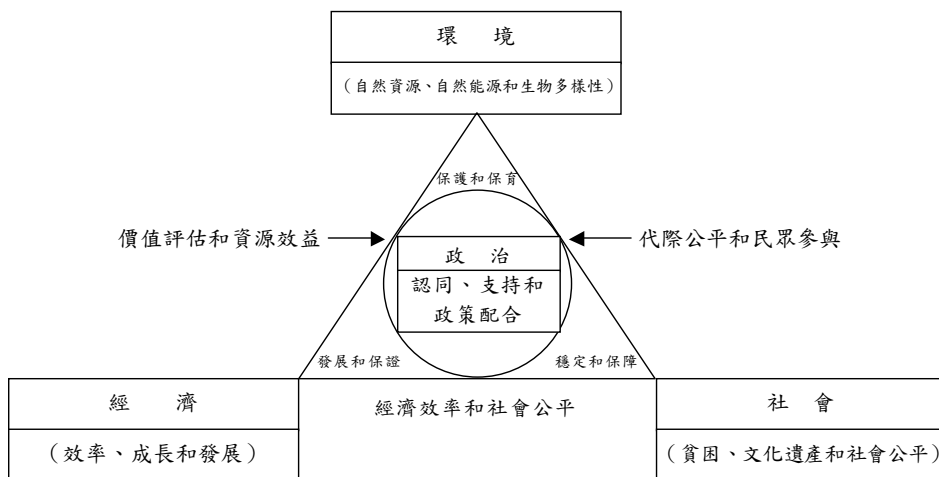 環 境
（自然資源、自然能源和生物多樣性）
保護和保育
價值評估和資源效益
代際公平和民眾參與
政 治
認同、支持和
政策配合
發展和保證
穩定和保障
經 濟
經濟效率和社會公平
社 會
（效率、成長和發展）
（貧困、文化遺產和社會公平）